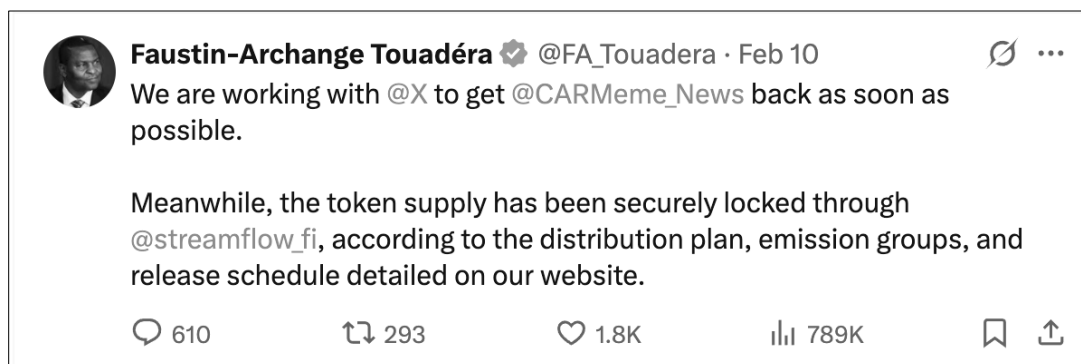 Faustin-Archange Touadéra @FA_Touadera · Feb 10
We are working with @X to get @CARMeme_News back as soon as
possible.
Meanwhile, the token supply has been securely locked through
@streamflow_fi, according to the distribution plan, emission groups, and
release schedule detailed on our website.
610 293 1.8K 789K